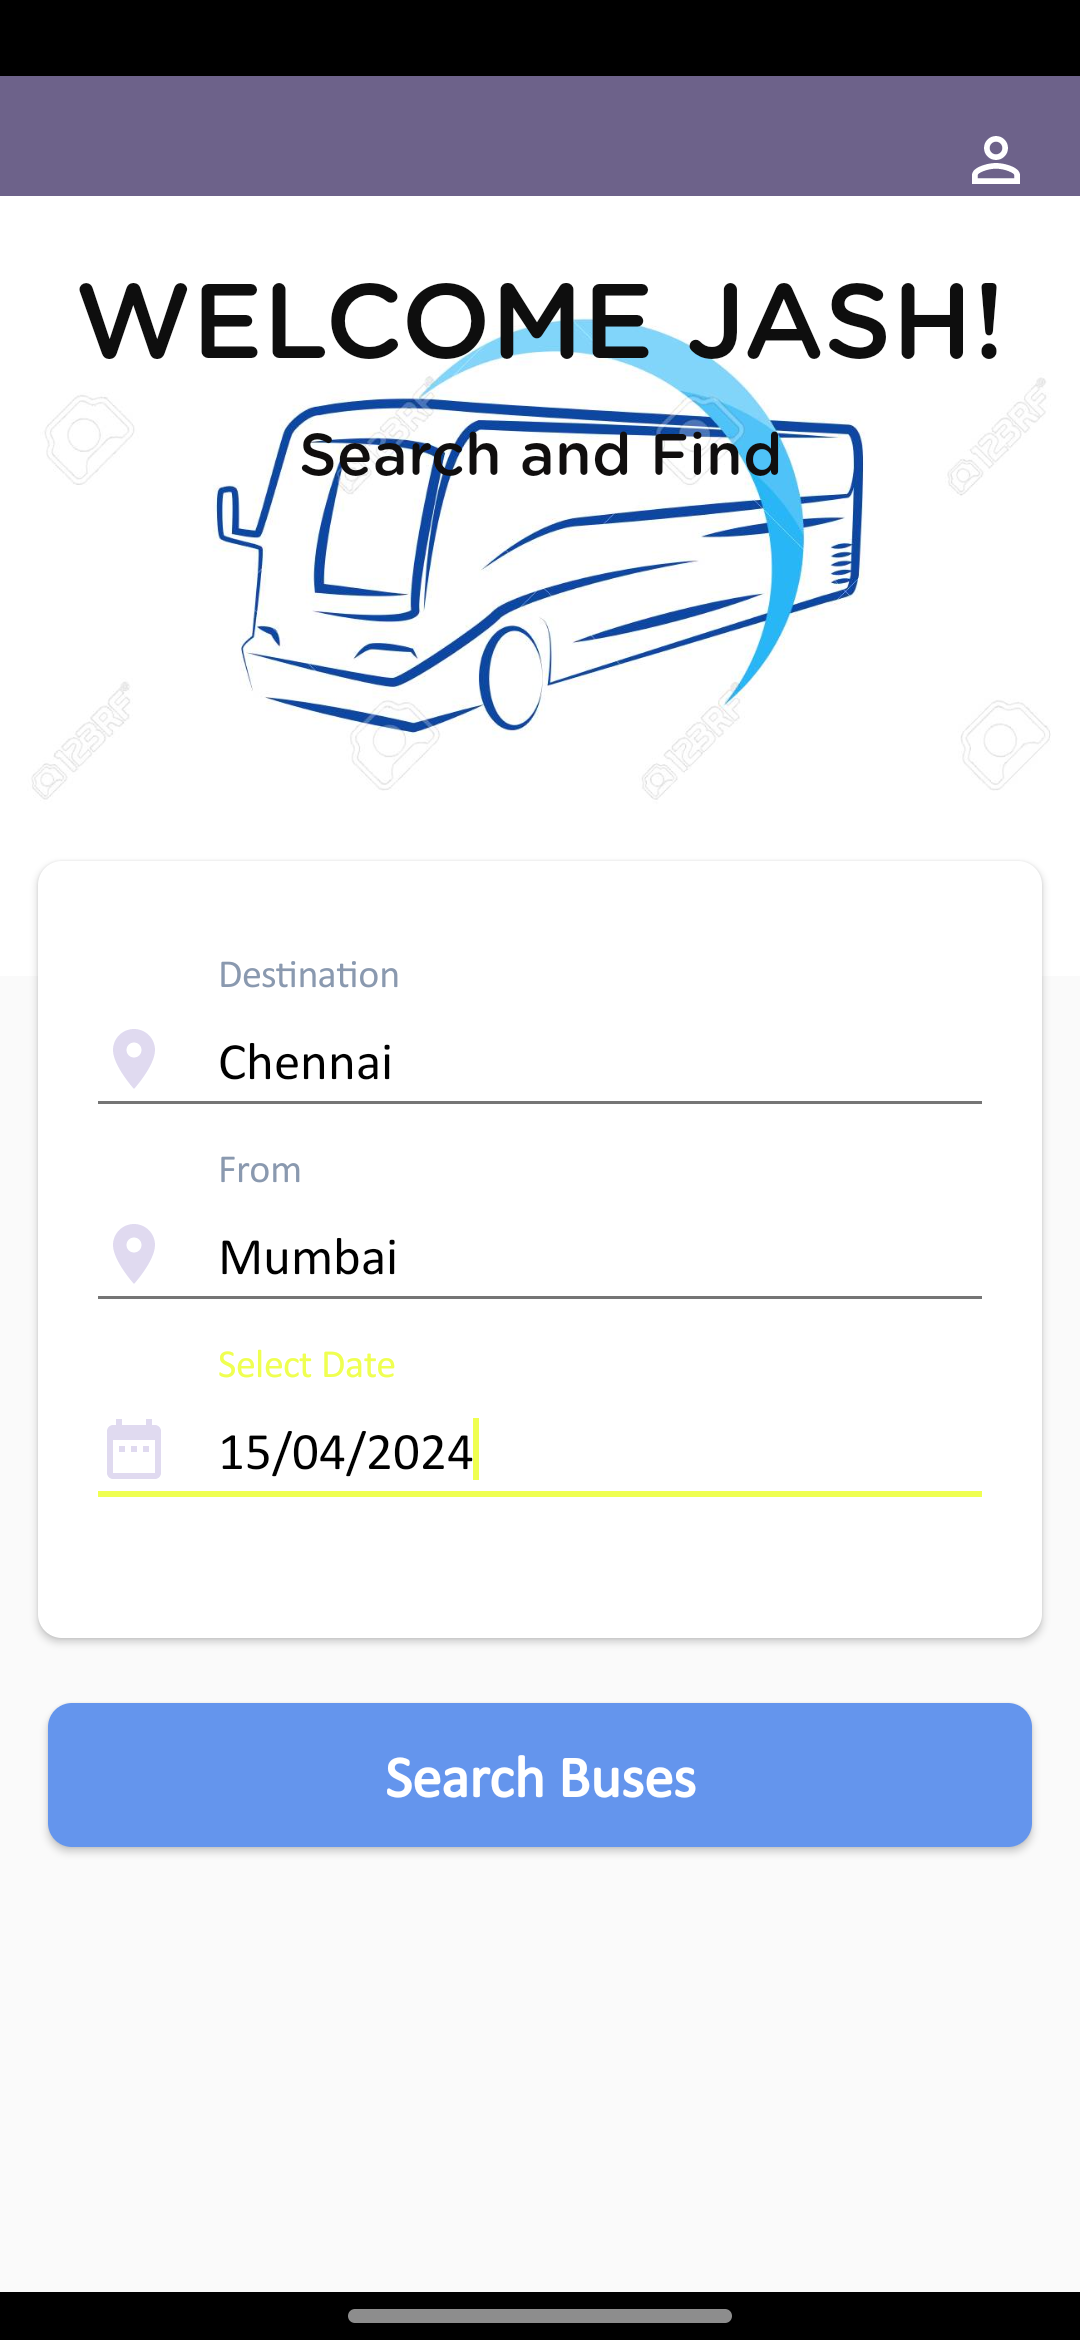 WELCOME JASH!
Search and Find
123RF
123RF
123RF
123RF
Destination
Chennai
From
Mumbai
Select Date
15/04/2024
Search Buses